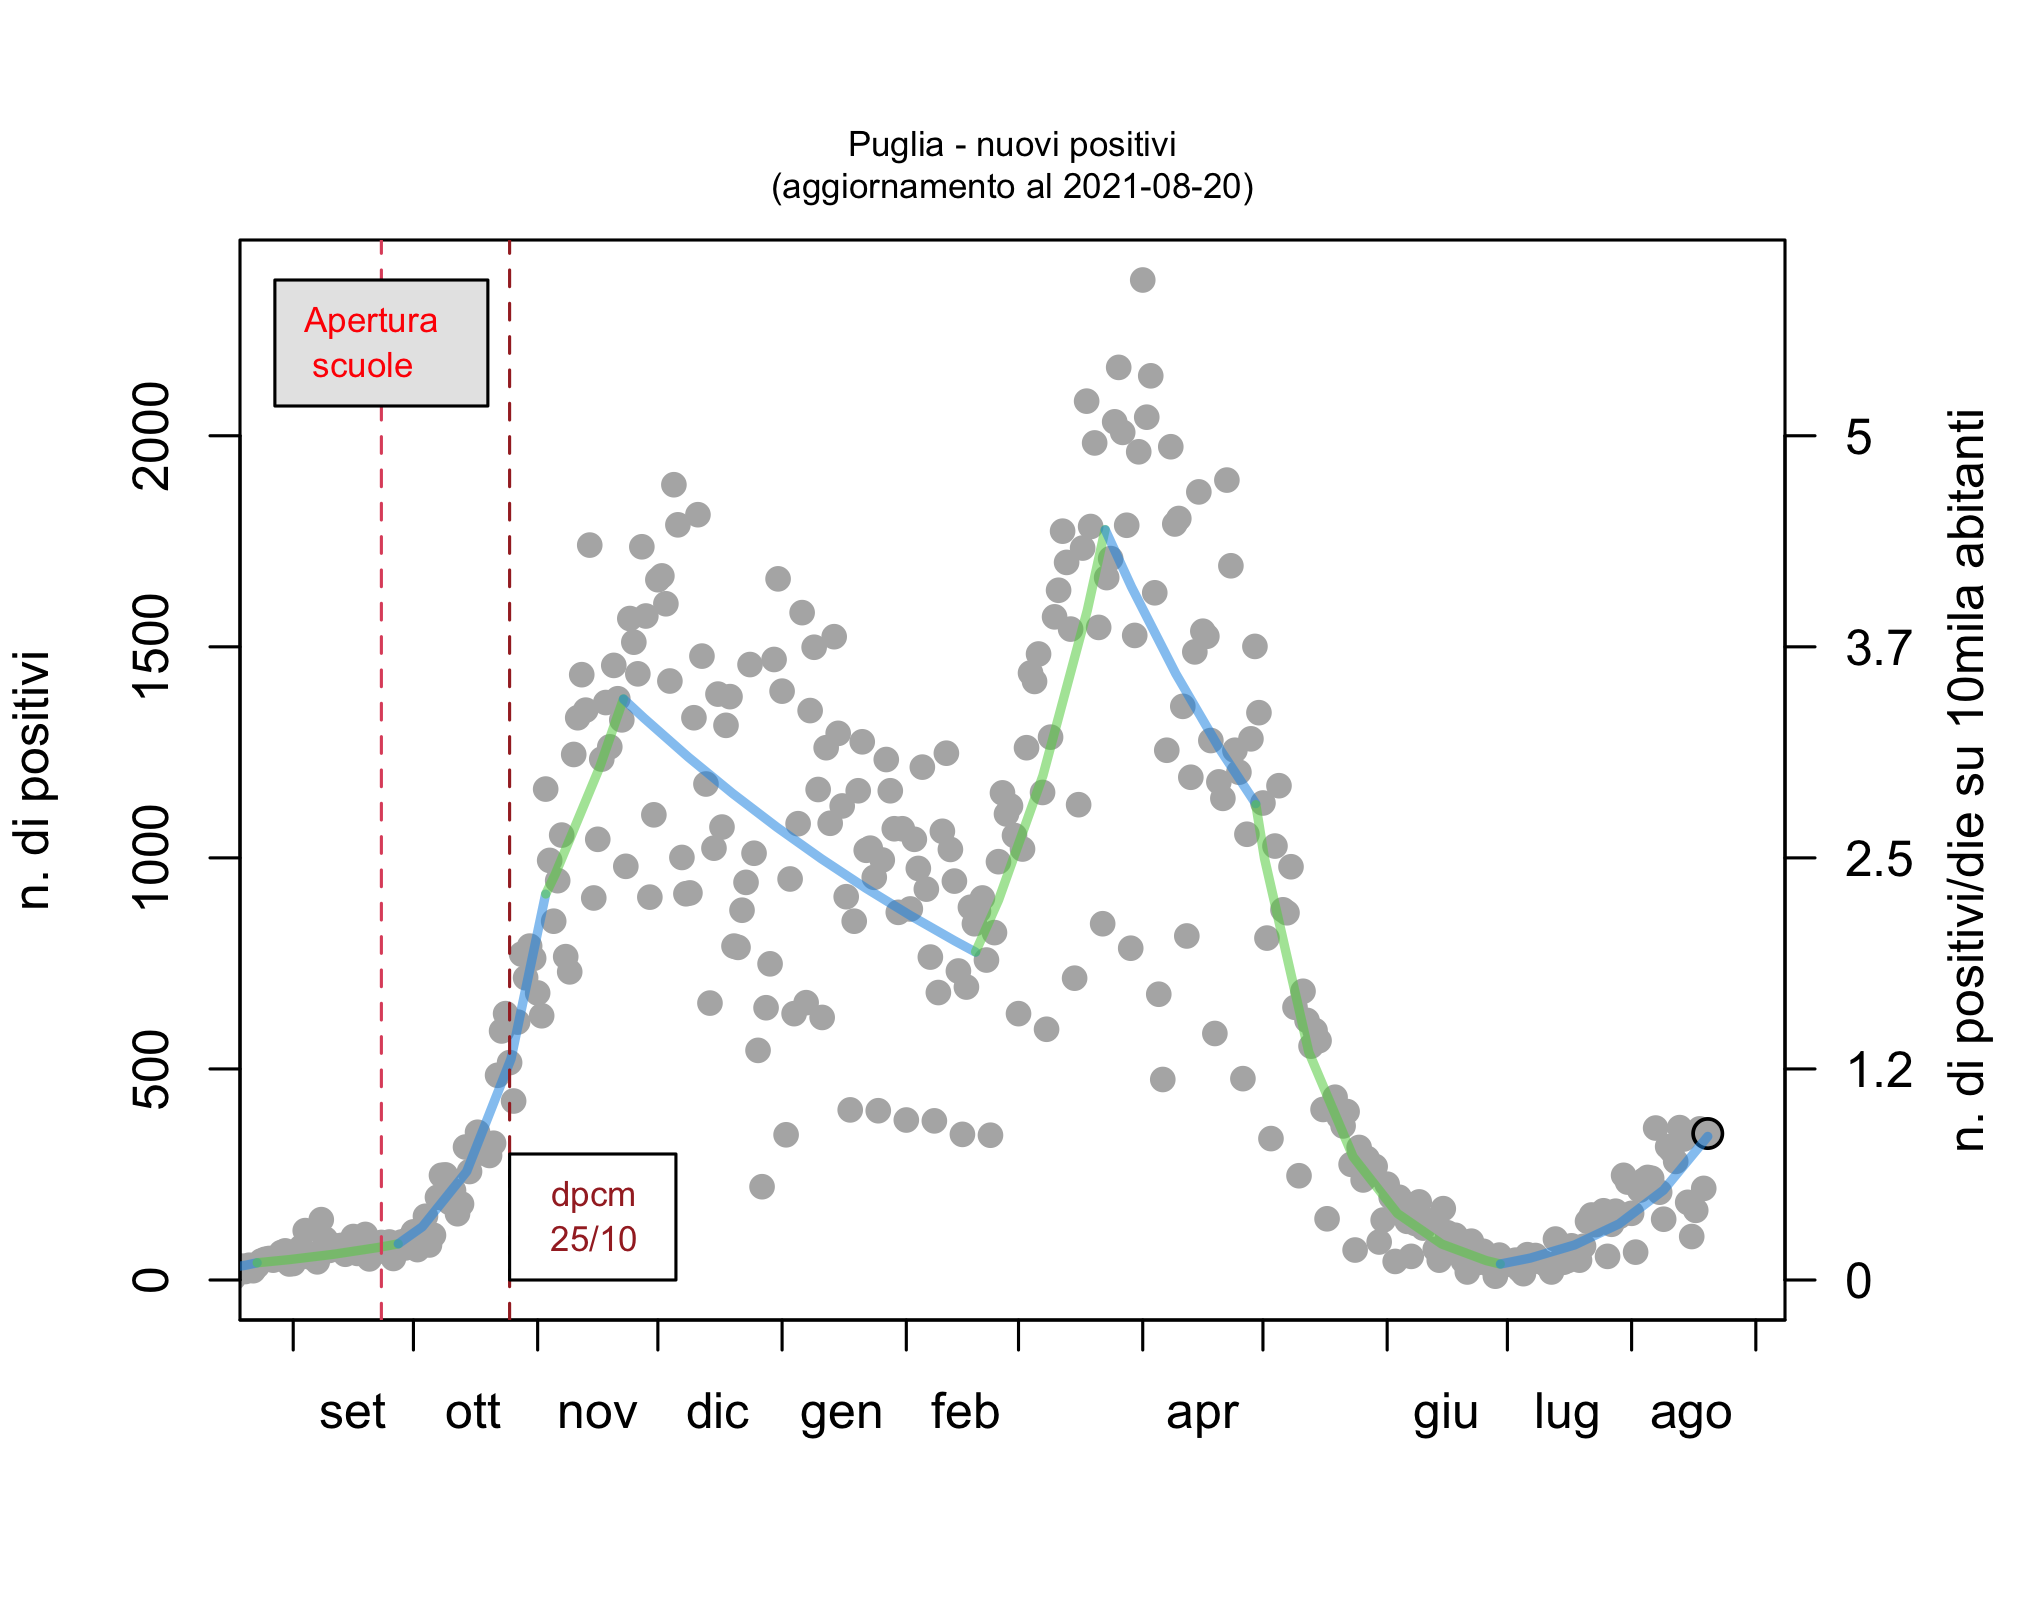 Puglia - nuovi positivi
(aggiornamento al 2021-08-20)
Apertura
scuole
dpcm
25/10
n. di positivi
0
500
1000
1500
2000
n. di positivi/die su 10mila abitanti
0
1.2
2.5
3.7
5
set ott nov dic gen feb apr giu lug ago